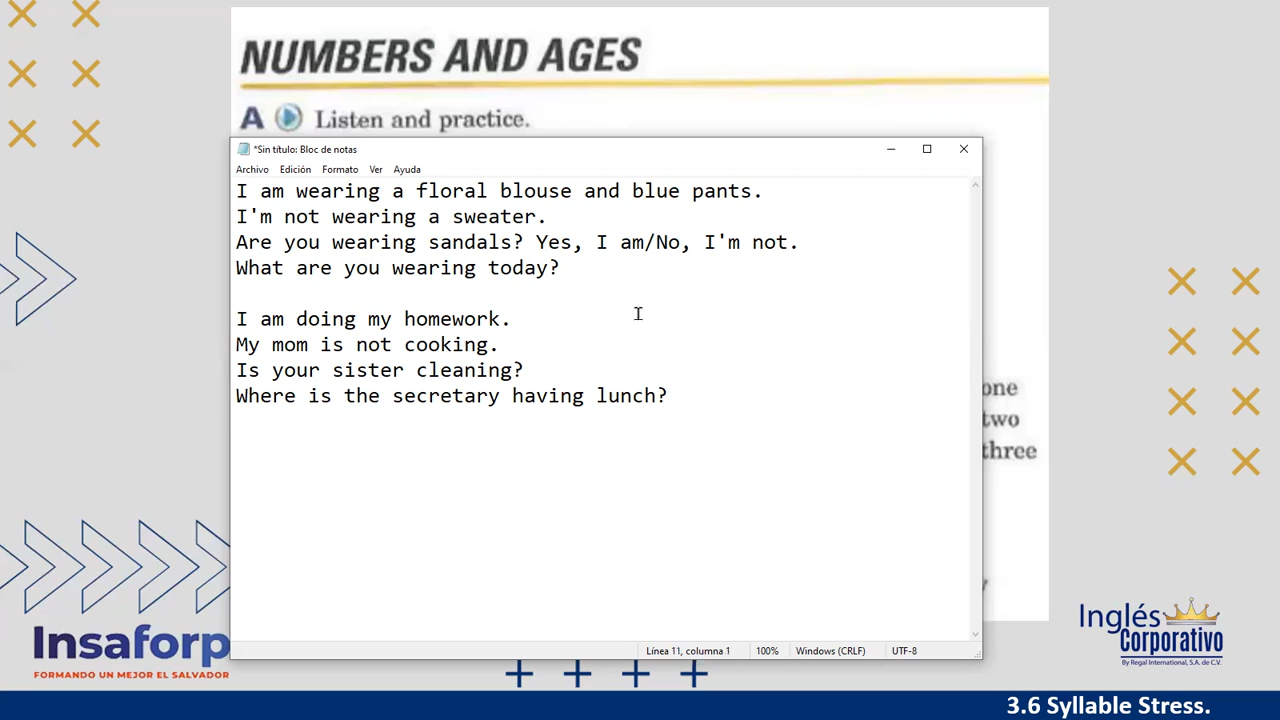 NUMBERS AND AGES
A Listen and practice.
*Sin título: Bloc de notas
Archivo Edición Formato Ver Ayuda
I am wearing a floral blouse and blue pants.
I'm not wearing a sweater.
Are you wearing sandals? Yes, I am/No, I'm not.
What are you wearing today?
I am doing my homework.
My mom is not cooking.
Is your sister cleaning?
Where is the secretary having lunch?
one
two
three
Línea 11, columna 1 100% Windows (CRLF) UTF-8
Insaforp
FORMANDO UN MEJOR EL SALVADOR
Inglés
Corporativo
By Regal International, S.A. de C.V.
3.6 Syllable Stress.